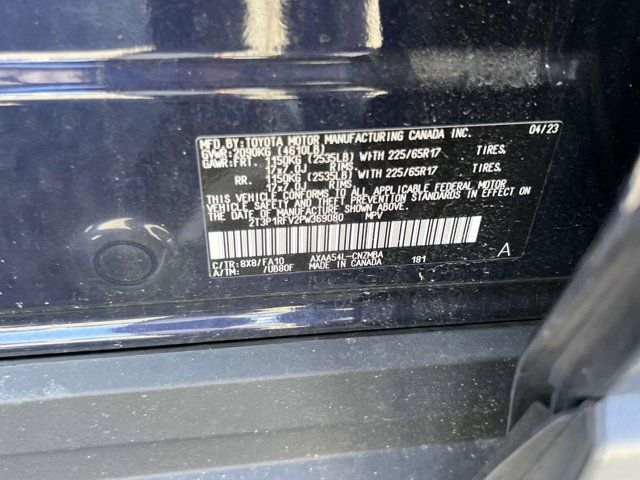 MFD. BY: TOYOTA MOTOR MANUFACTURING CANADA INC. 04/23
GVWR: 2090KG (4610LB)
GAWR: FRT. 1150KG (2535LB) WITH 225/65R17 TIRES,
17x7.0J RIMS
RR. 1150KG (2535LB) WITH 225/65R17 TIRES,
17x7.0J RIMS
THIS VEHICLE CONFORMS TO ALL APPLICABLE FEDERAL MOTOR
VEHICLE SAFETY AND THEFT PREVENTION STANDARDS IN EFFECT ON
THE DATE OF MANUFACTURE SHOWN ABOVE.
2T3P1RFV2PW369080 MPV
C/TR: 8X8/FA10 AXAA54L-CNZMBA A
A/TM: /UB80F MADE IN CANADA 181